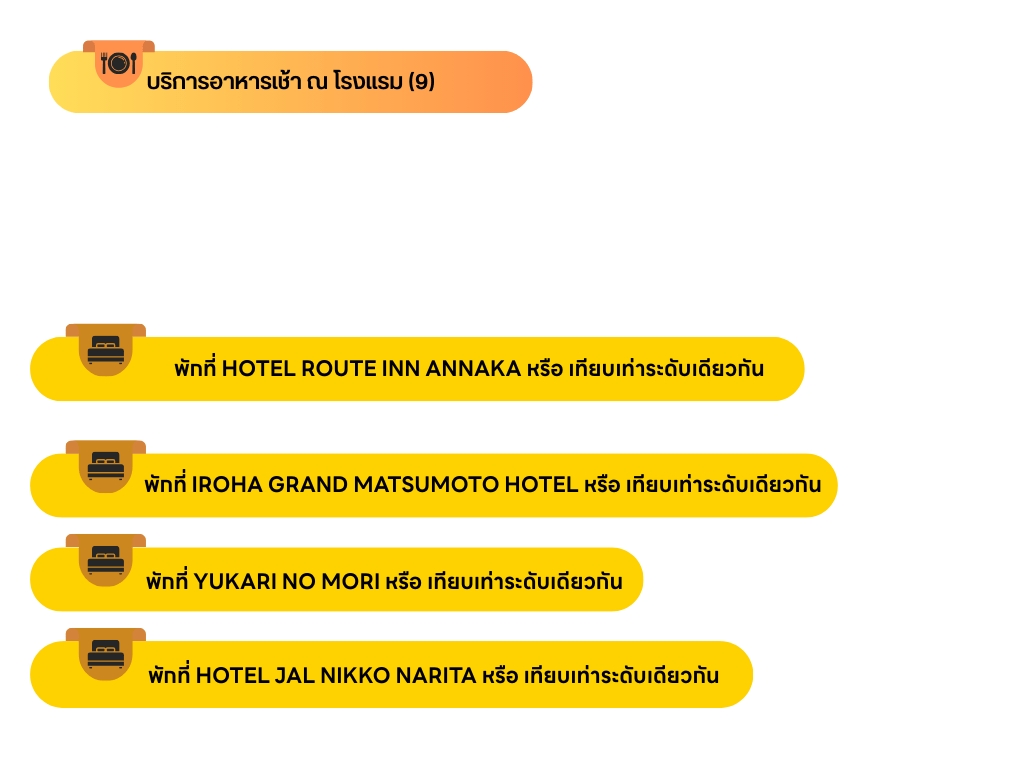 บริการอาหารเช้า ณ โรงแรม (9)
พักที่ HOTEL ROUTE INN ANNAKA หรือ เทียบเท่าระดับเดียวกัน
พักที่ IROHA GRAND MATSUMOTO HOTEL หรือ เทียบเท่าระดับเดียวกัน
พักที่ YUKARI NO MORI หรือ เทียบเท่าระดับเดียวกัน
พักที่ HOTEL JAL NIKKO NARITA หรือ เทียบเท่าระดับเดียวกัน